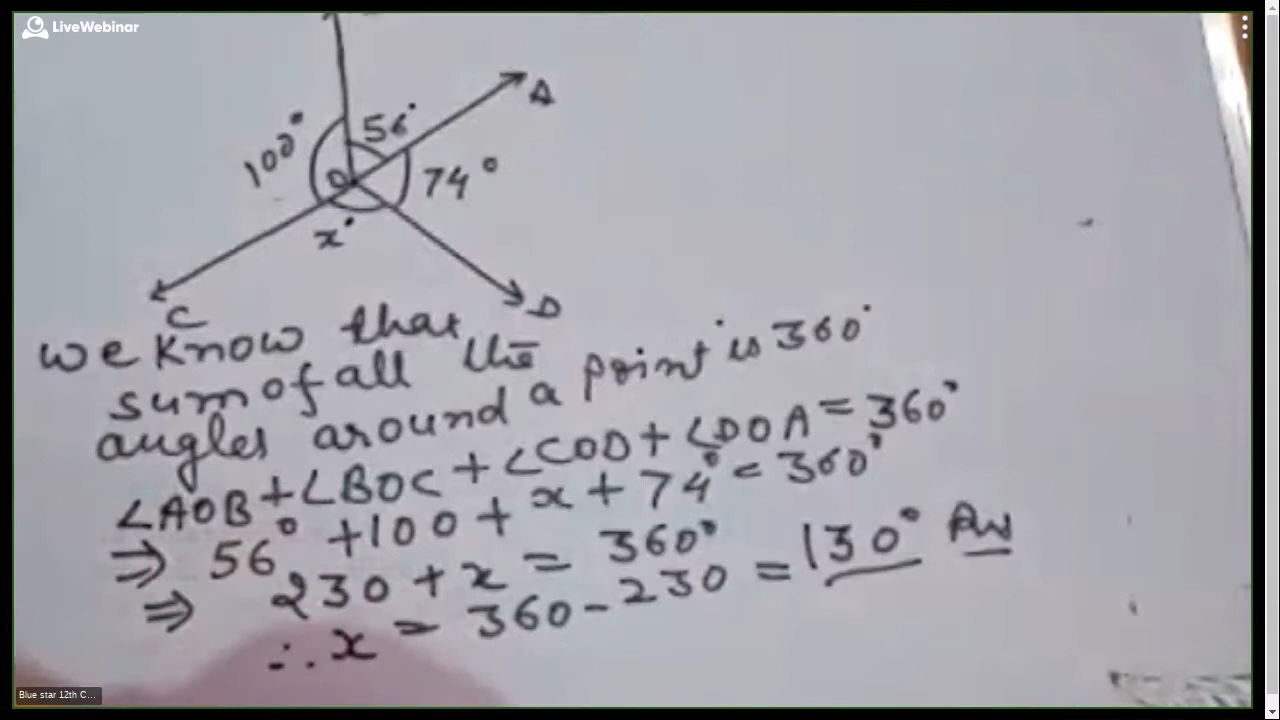 LiveWebinar
A
56°
100°
O
74°
x°
C
D
we know that
sum of all the
angles around a point is 360°
∠AOB+∠BOC+∠COD+∠DOA=360°
⇒ 56°+100+x+74°=360°
⇒ 230+x=360°
∴x=360-230=130° Ans
Blue star 12th C...